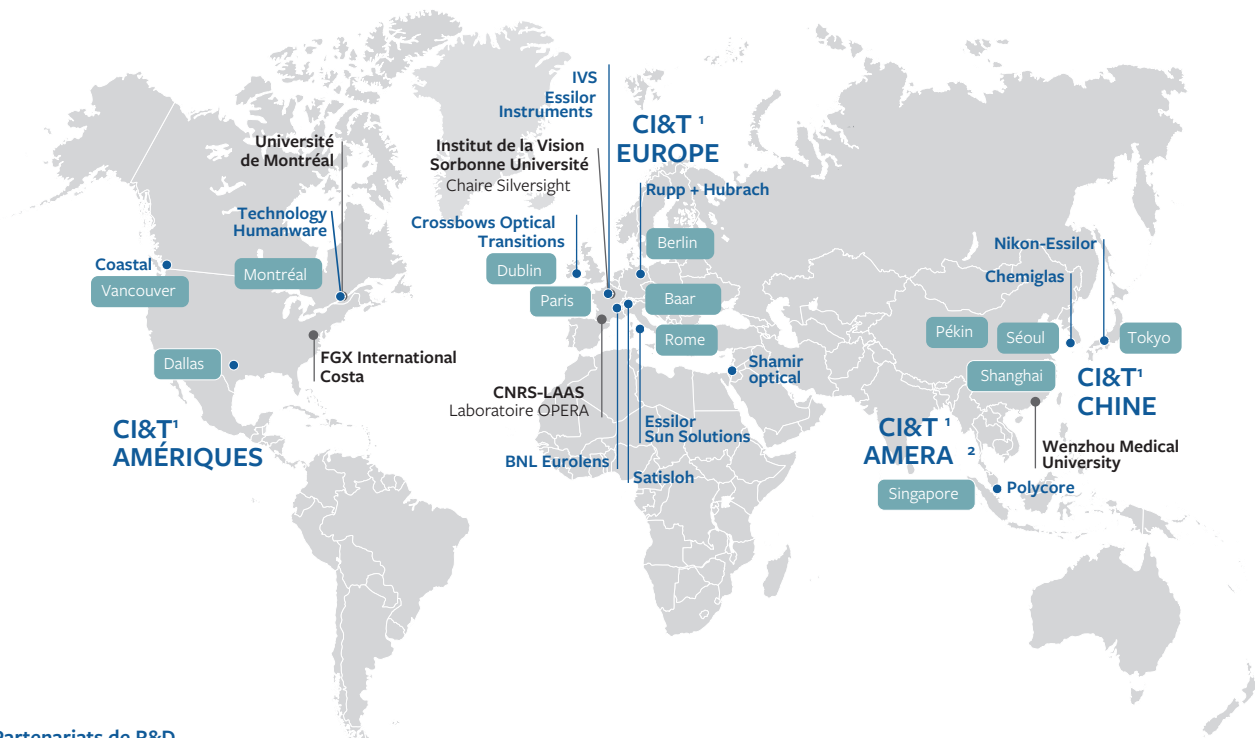 Université
de Montréal
Technology
Humanware
Coastal
Vancouver
Montréal
Dallas
FGX International
Costa
CI&T¹
AMÉRIQUES
IVS
Essilor
Instruments
Institut de la Vision
Sorbonne Université
Chaire Silversight
CI&T ¹
EUROPE
Rupp + Hubrach
Crossbows Optical
Transitions
Berlin
Dublin
Paris
Baar
Rome
CNRS-LAAS
Laboratoire OPERA
Shamir
optical
Essilor
Sun Solutions
BNL Eurolens
Satisloh
Nikon-Essilor
Chemiglas
Pékin
Séoul
Tokyo
Shanghai
CI&T¹
CHINE
CI&T ¹
AMERA ²
Wenzhou Medical
University
Singapore
Polycore
Partenariats de R&D